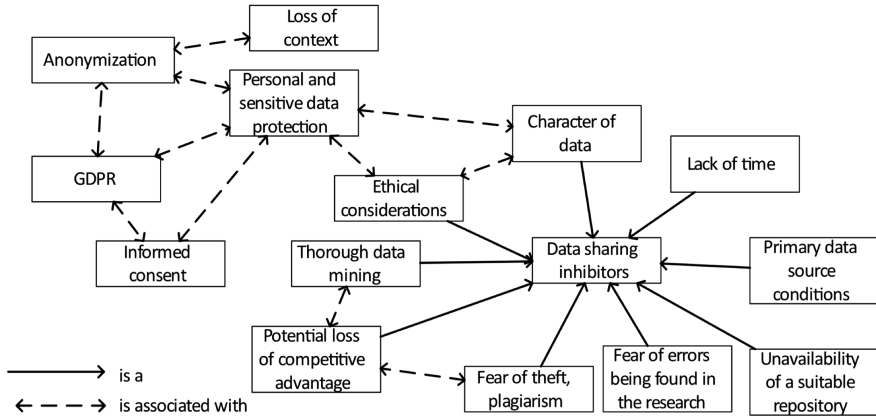 Loss of
context
Anonymization
Personal and
sensitive data
protection
Character of
data
Lack of time
GDPR
Ethical
considerations
Informed
consent
Thorough data
mining
Data sharing
inhibitors
Primary data
source
conditions
Potential loss
of competitive
advantage
Fear of theft,
plagiarism
Fear of errors
being found in
the research
Unavailability
of a suitable
repository
is a
is associated with